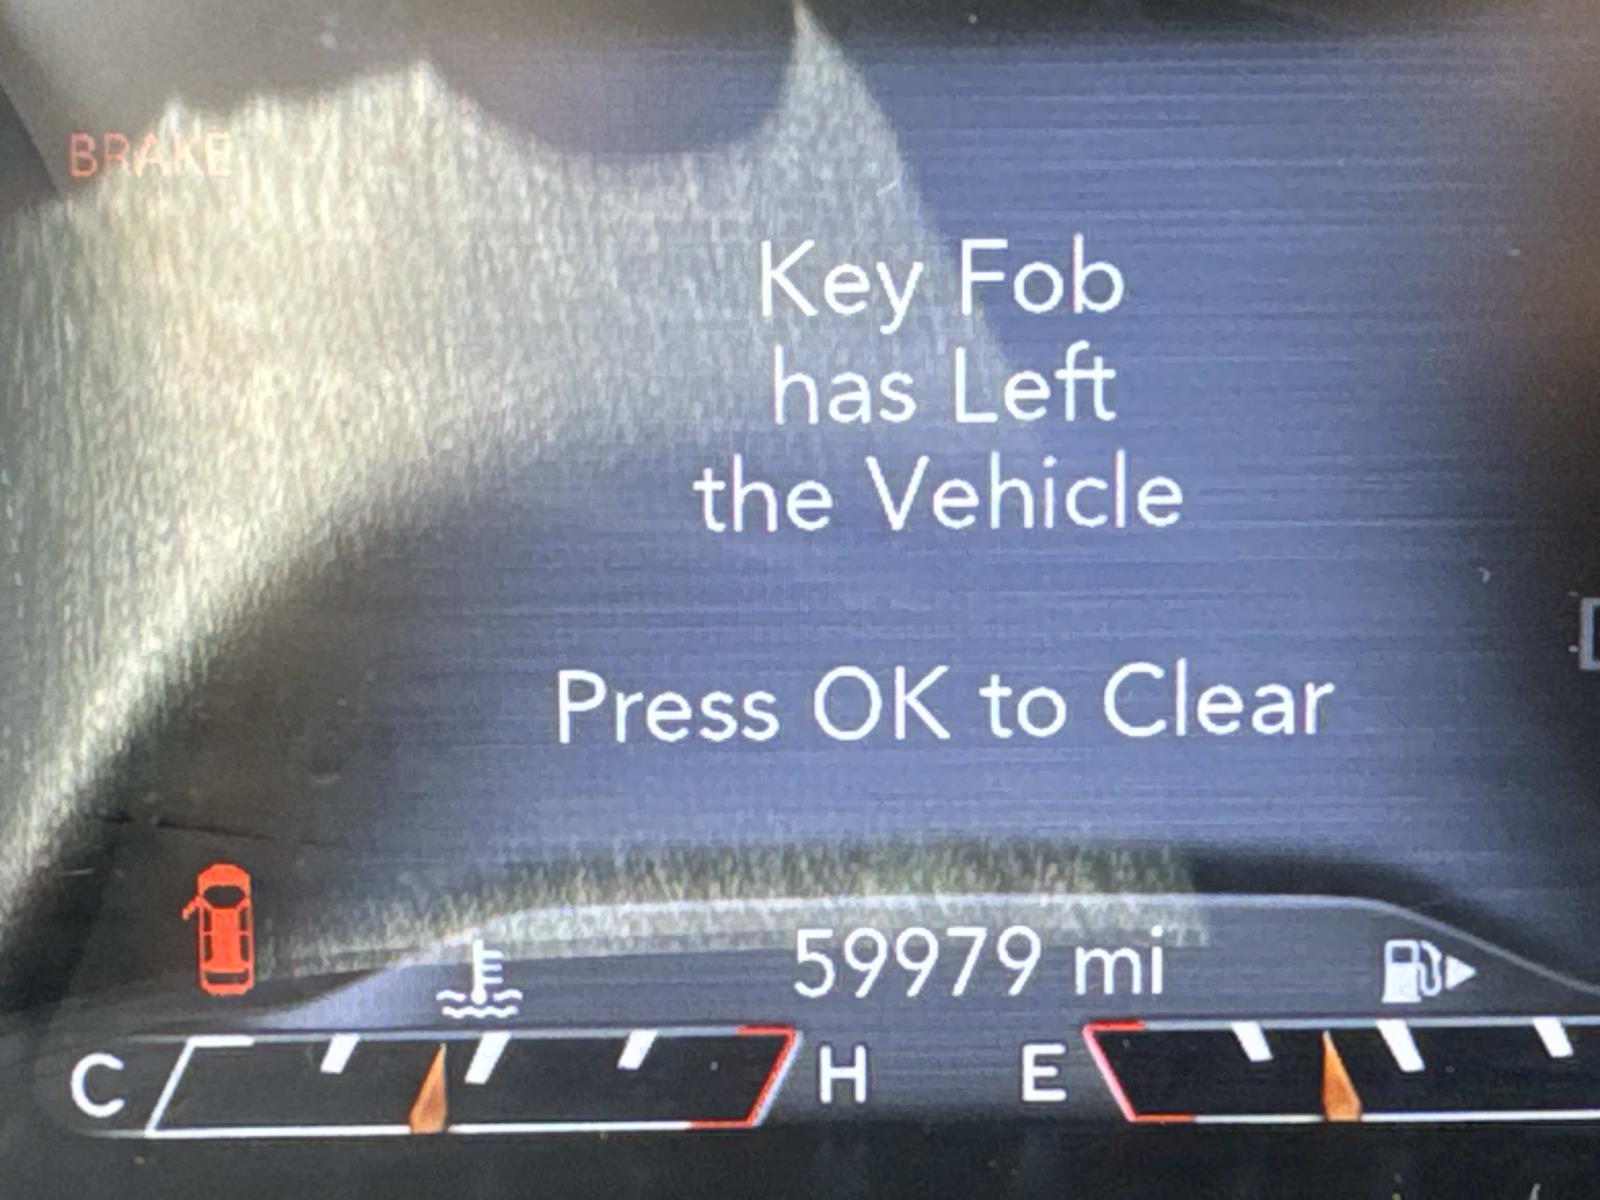 BRAKE
Key Fob
has Left
the Vehicle
Press OK to Clear
59979 mi
C H E